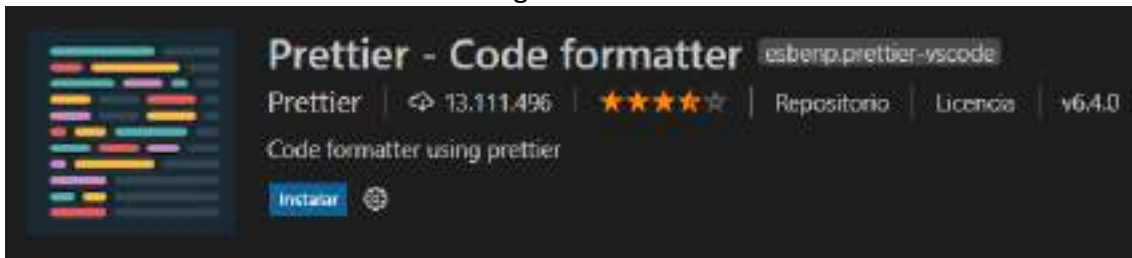 Prettier - Code formatter esbenp.prettier-vscode
Prettier 13.111.496 Repositorio Licencia v6.4.0
Code formatter using prettier
Instalar